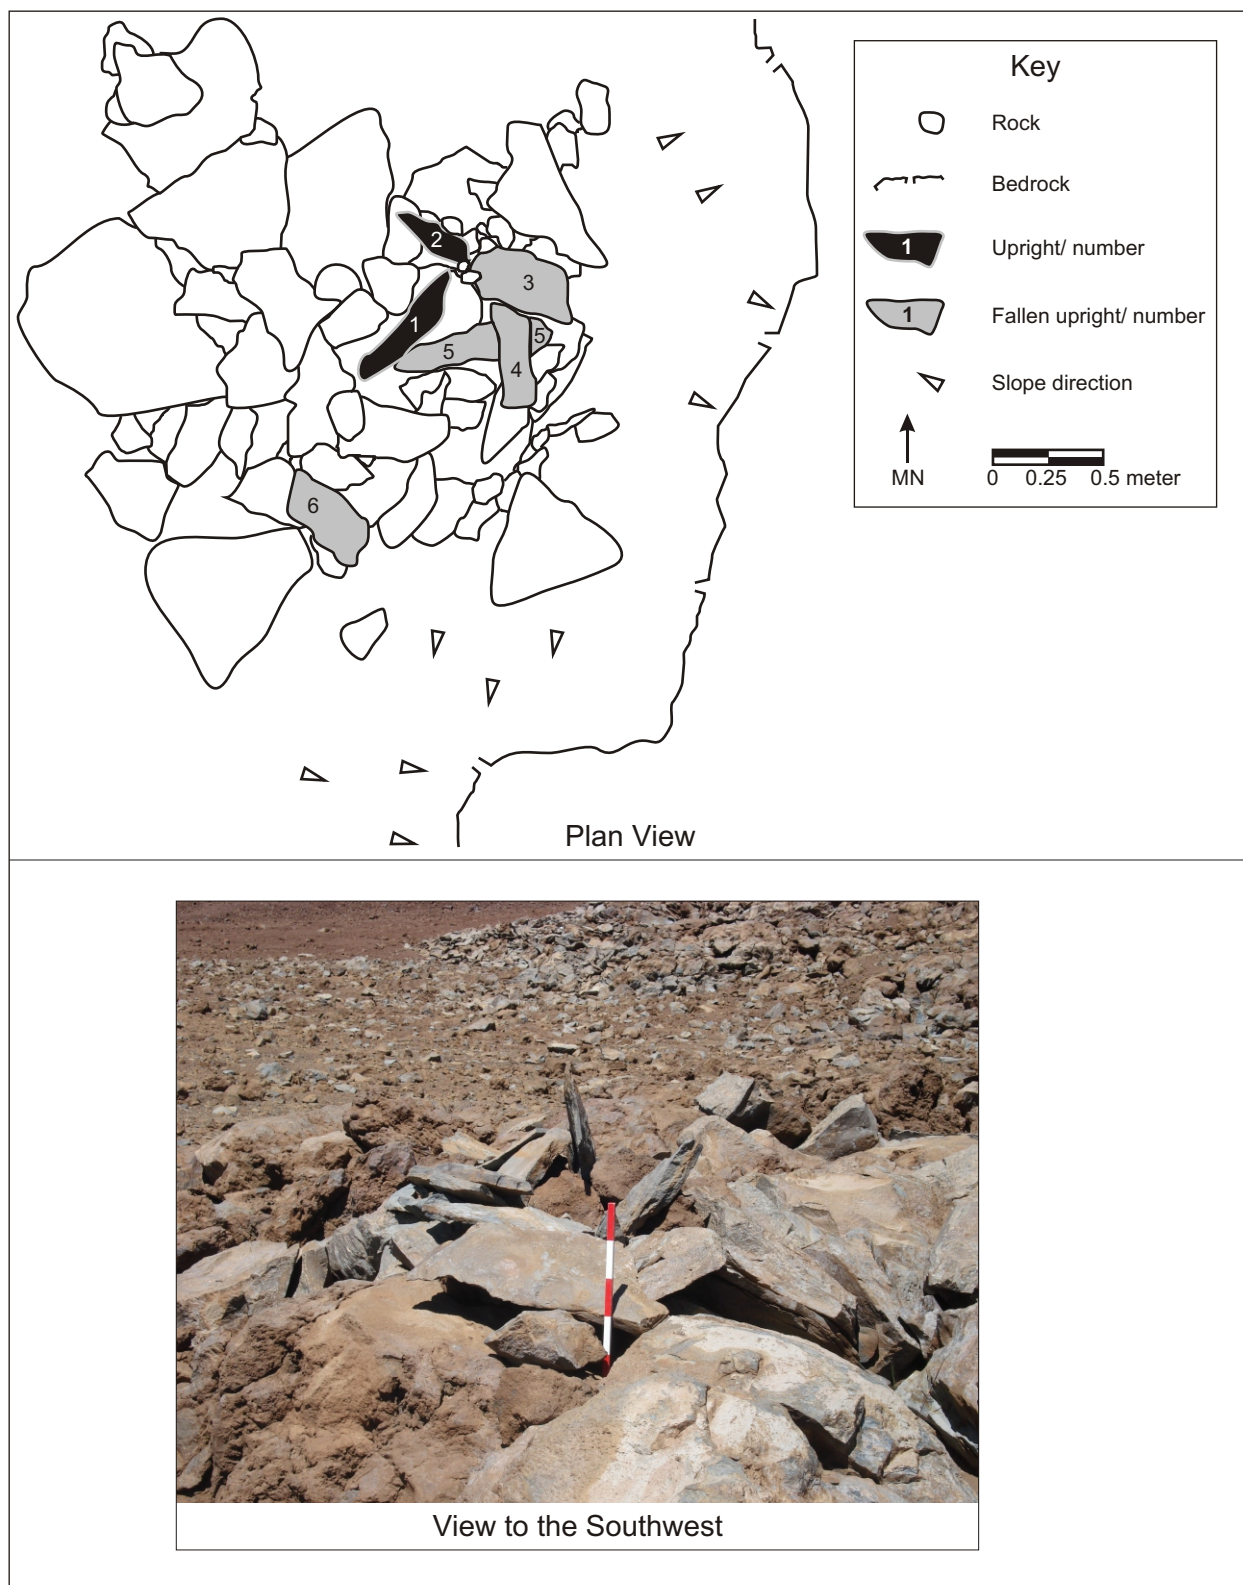 Key
Rock
Bedrock
1 Upright/ number
1 Fallen upright/ number
Slope direction
MN
0 0.25 0.5 meter
2
3
1
5
5
4
6
Plan View
View to the Southwest